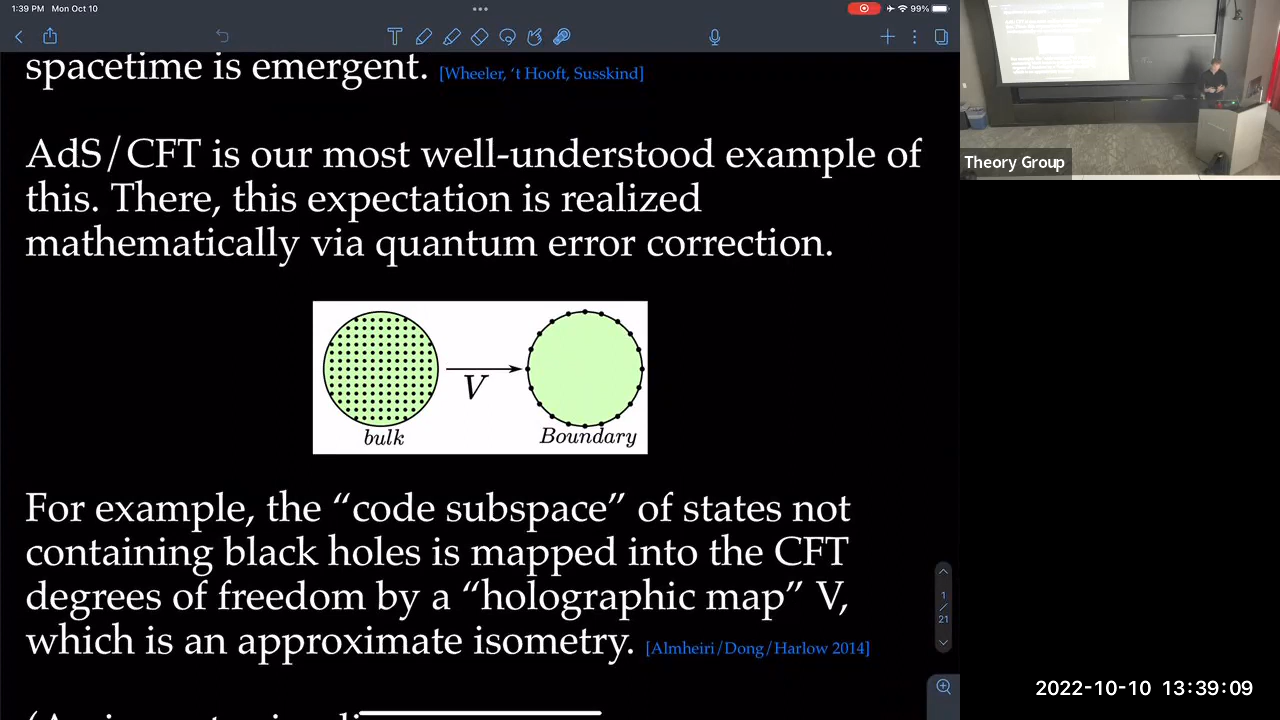 1:39 PM Mon Oct 10
99%
spacetime is emergent. [Wheeler, ‘t Hooft, Susskind]
AdS/CFT is our most well-understood example of
this. There, this expectation is realized
mathematically via quantum error correction.
V
bulk
Boundary
For example, the “code subspace” of states not
containing black holes is mapped into the CFT
degrees of freedom by a “holographic map” V,
which is an approximate isometry. [Almheiri/Dong/Harlow 2014]
1
/
21
Theory Group
2022-10-10 13:39:09